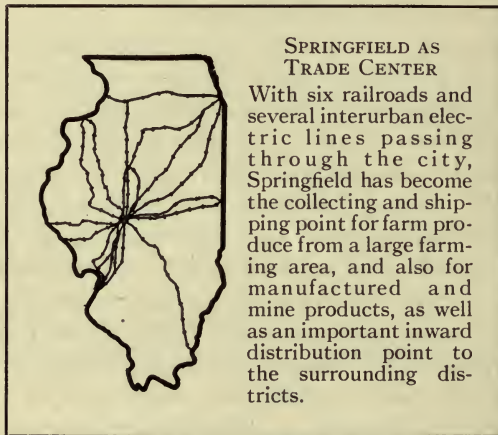 SPRINGFIELD AS
TRADE CENTER
With six railroads and
several interurban elec-
tric lines passing
through the city,
Springfield has become
the collecting and ship-
ping point for farm pro-
duce from a large farm-
ing area, and also for
manufactured and
mine products, as well
as an important inward
distribution point to
the surrounding dis-
tricts.